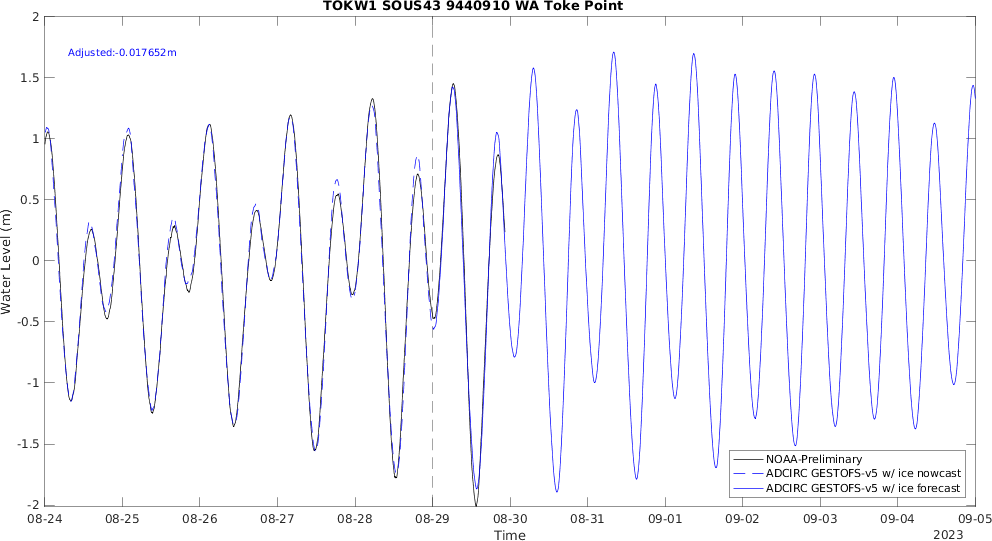 TOKW1 SOUS43 9440910 WA Toke Point
Adjusted:-0.017652m
2
1.5
1
0.5
0
-0.5
-1
-1.5
-2
Water Level (m)
NOAA-Preliminary
ADCIRC GESTOFS-v5 w/ ice nowcast
ADCIRC GESTOFS-v5 w/ ice forecast
08-24 08-25 08-26 08-27 08-28 08-29 08-30 08-31 09-01 09-02 09-03 09-04 09-05
Time
2023